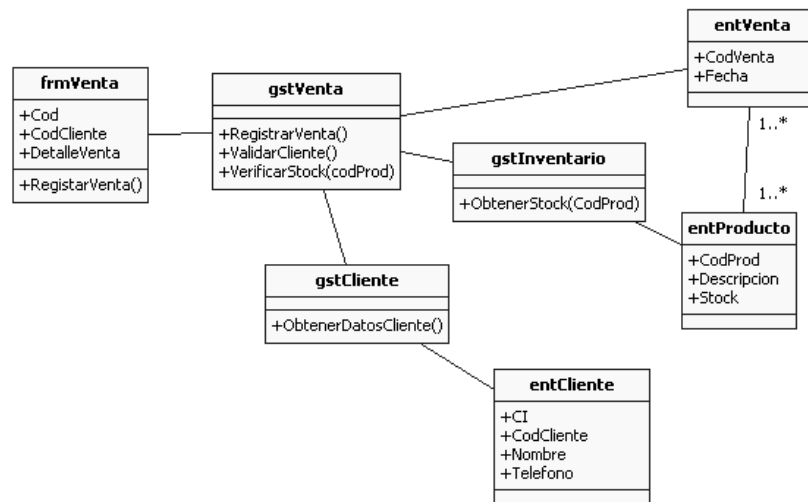 frmVenta
+Cod
+CodCliente
+DetalleVenta
+RegistarVenta()
gstVenta
+RegistrarVenta()
+ValidarCliente()
+VerificarStock(codProd)
entVenta
+CodVenta
+Fecha
1..*
1..*
gstInventario
+ObtenerStock(CodProd)
entProducto
+CodProd
+Descripcion
+Stock
gstCliente
+ObtenerDatosCliente()
entCliente
+CI
+CodCliente
+Nombre
+Telefono